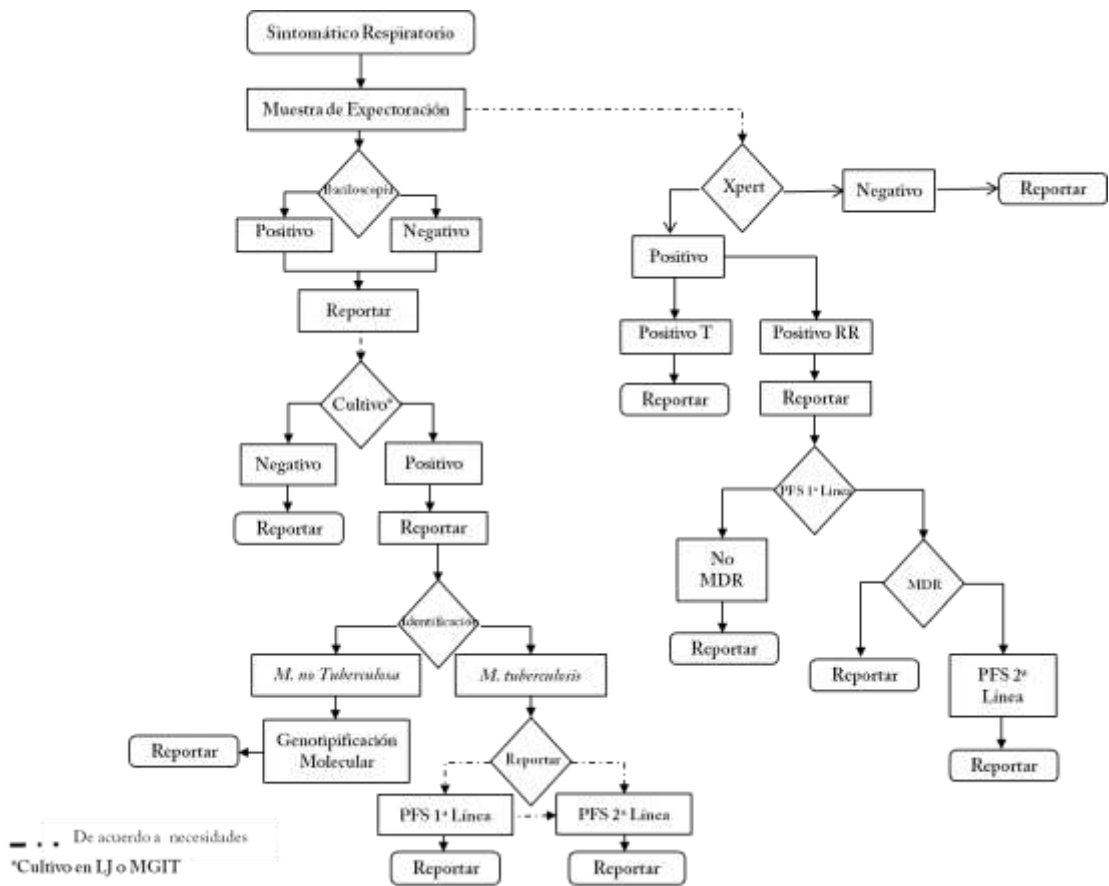 Sintomático Respiratorio
Muestra de Expectoración
Baciloscopía
Positivo
Negativo
Reportar
Cultivo*
Negativo
Positivo
Reportar
Reportar
Identificación
M. no Tuberculosa
M. tuberculosis
Genotipificación
Molecular
Reportar
Reportar
PFS 1ª Línea
PFS 2ª Línea
Reportar
Reportar
Xpert
Negativo
Reportar
Positivo
Positivo T
Positivo RR
Reportar
Reportar
PFS 1ª Línea
No
MDR
MDR
Reportar
Reportar
PFS 2ª
Línea
Reportar
De acuerdo a necesidades
*Cultivo en LJ o MGIT